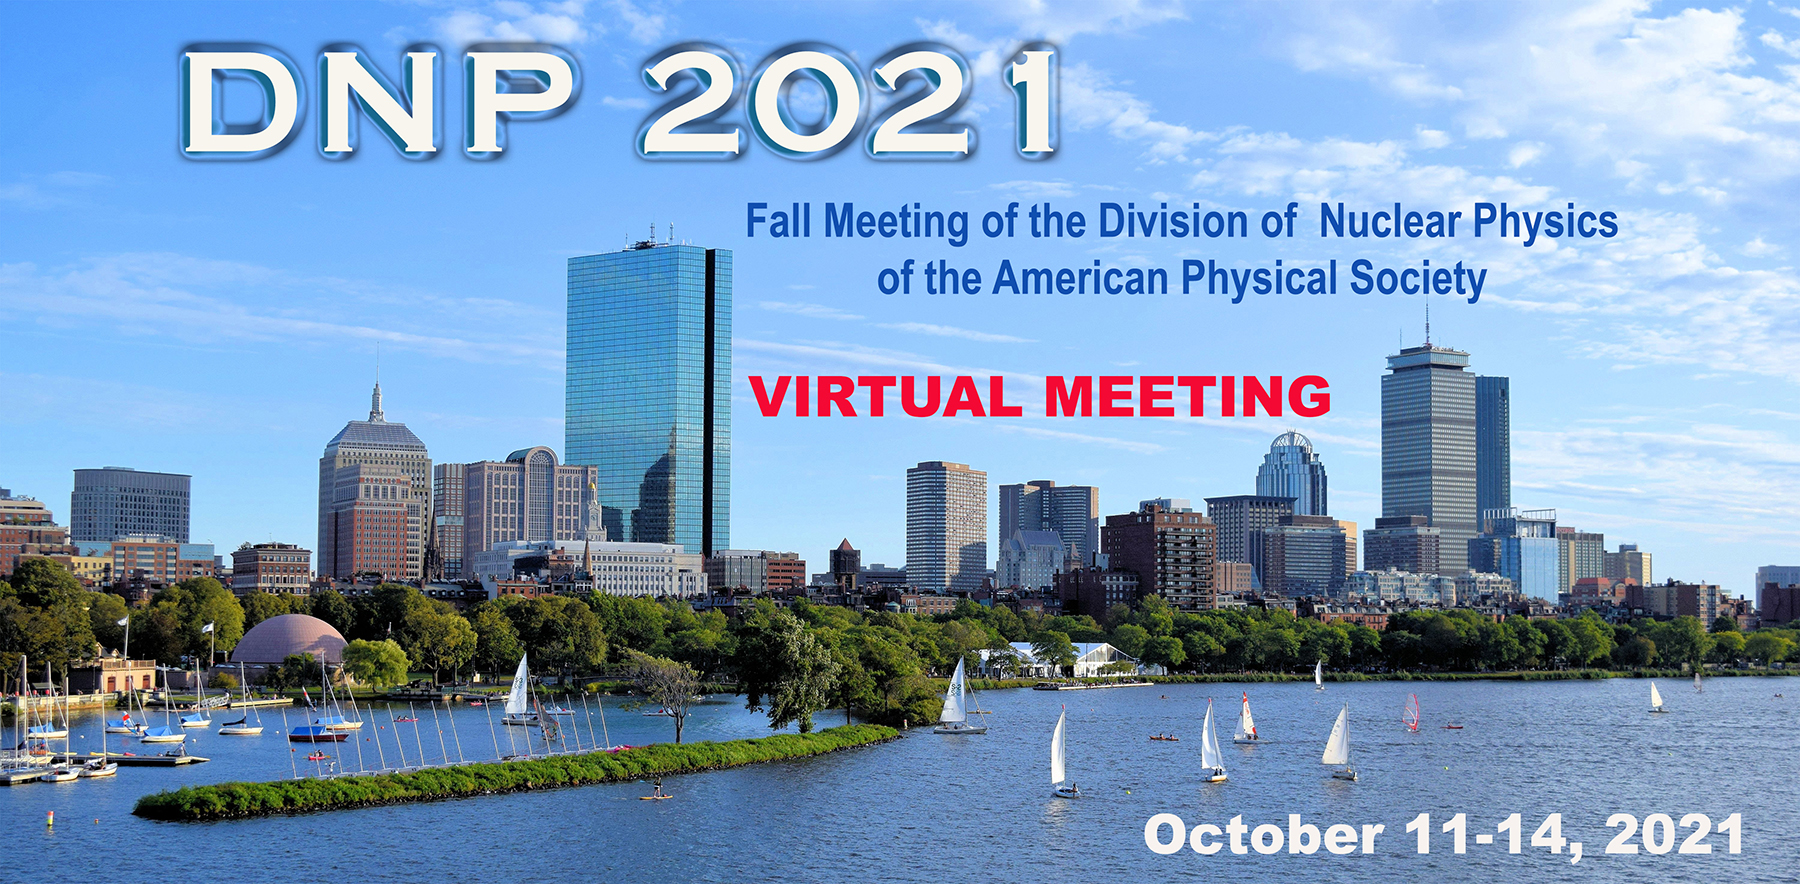 DNP 2021
Fall Meeting of the Division of Nuclear Physics
of the American Physical Society
VIRTUAL MEETING
October 11-14, 2021